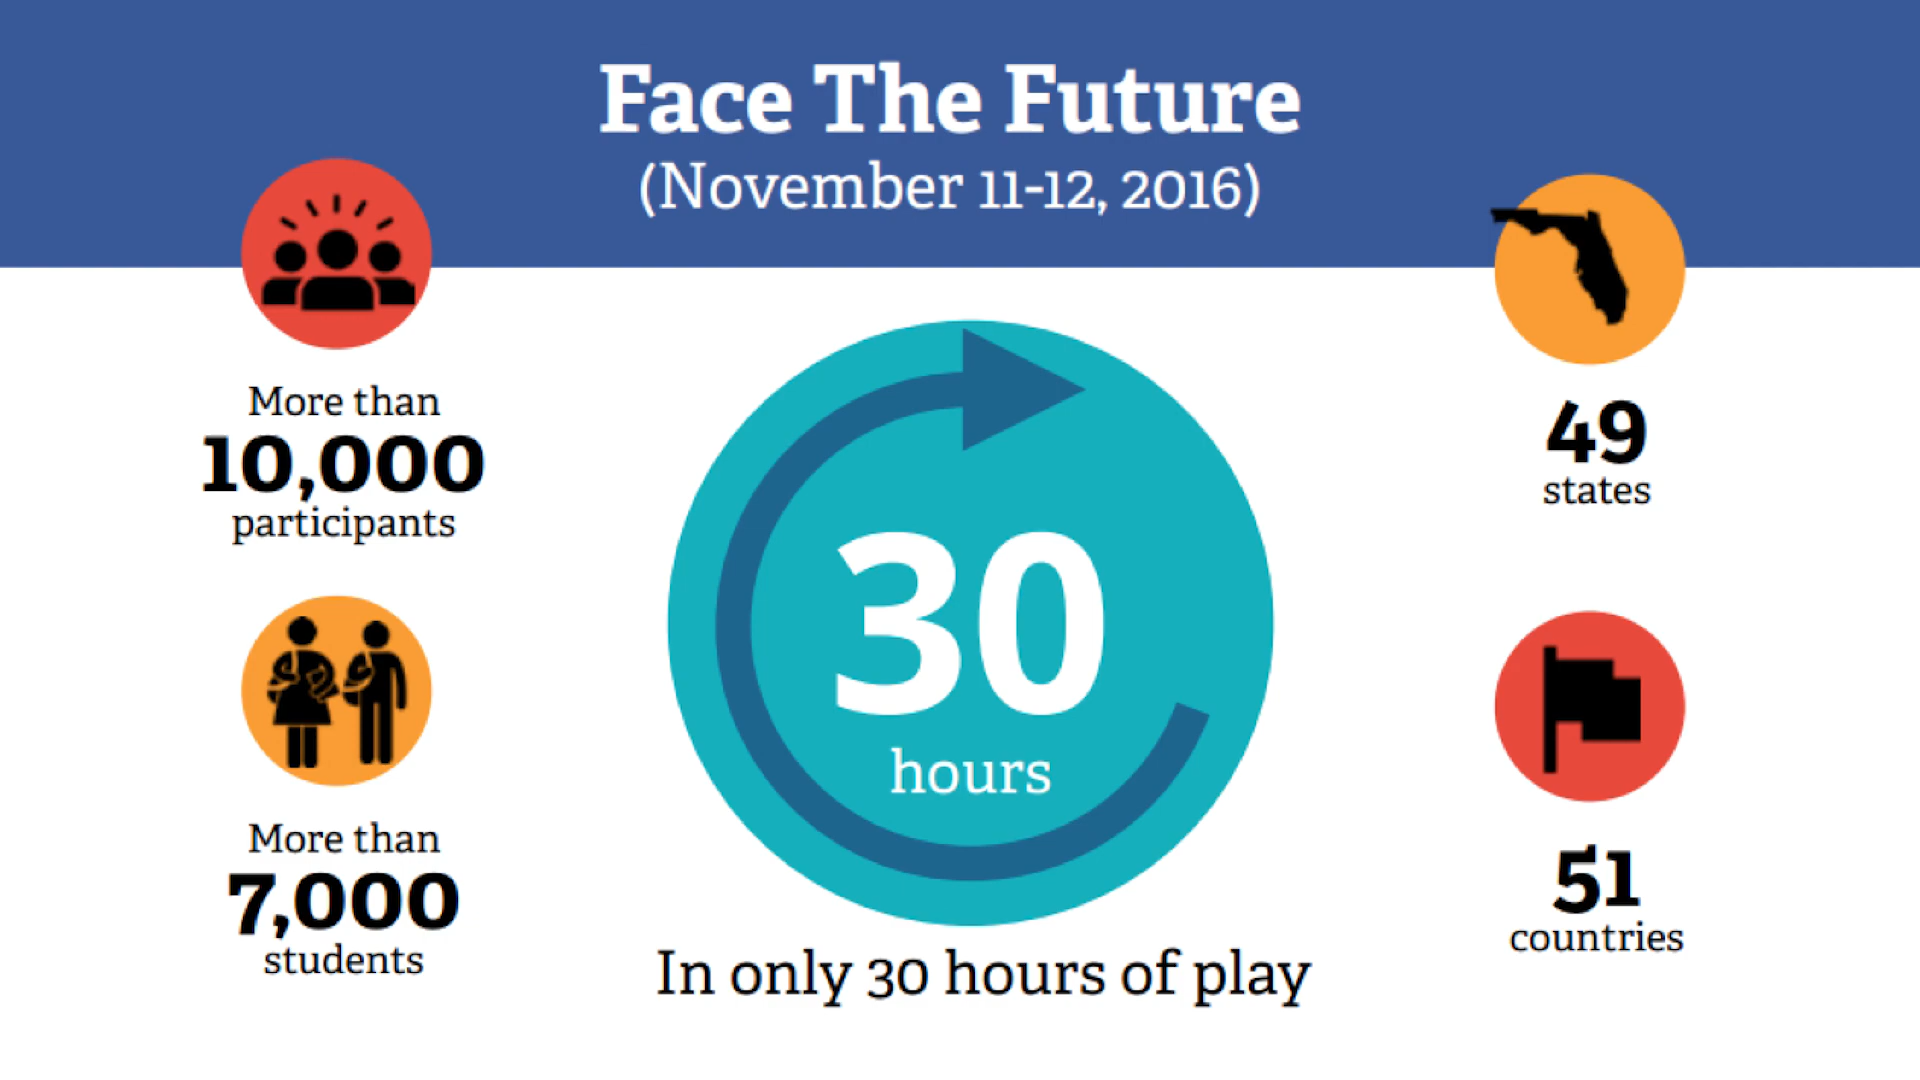 Face The Future
(November 11-12, 2016)
More than
10,000
participants
More than
7,000
students
30
hours
In only 30 hours of play
49
states
51
countries